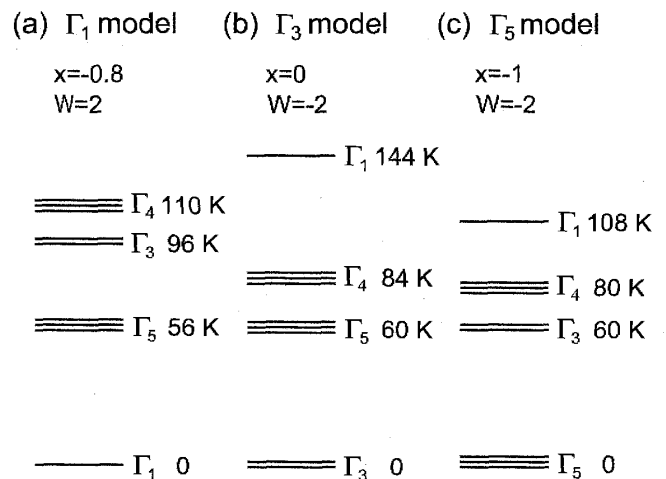 (a) Γ₁ model (b) Γ₃ model (c) Γ₅ model
x=-0.8 x=0 x=-1
W=2 W=-2 W=-2
Γ₁ 144 K
Γ₄ 110 K
Γ₁ 108 K
Γ₃ 96 K
Γ₄ 84 K
Γ₄ 80 K
Γ₅ 56 K
Γ₅ 60 K
Γ₃ 60 K
Γ₁ 0
Γ₃ 0
Γ₅ 0